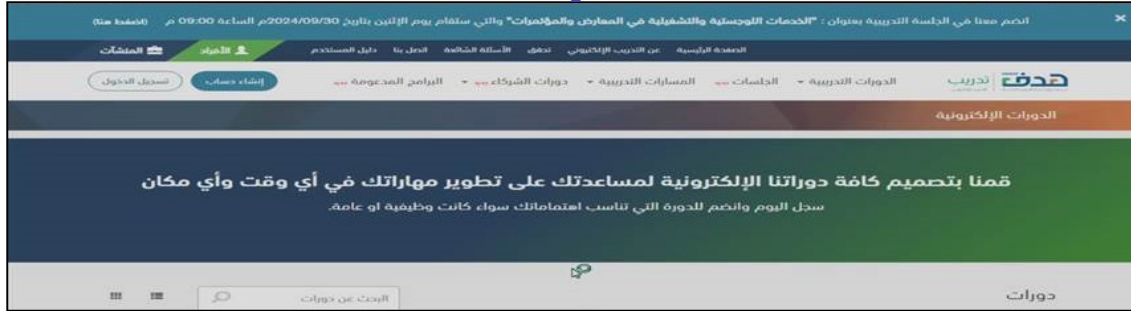 انضم معنا في الجلسة التدريبية بعنوان : "الخدمات اللوجستية والتشغيلية في المعارض والمؤتمرات" والتي ستقام يوم الإثنين بتاريخ 2024/09/30م الساعة 09:00 م (اضغط هنا) ×
الصفحة الرئيسية عن التدريب الإلكتروني تحقق الأسئلة الشائعة اتصل بنا دليل المستخدم الأفراد المنشآت
هدف تدريب الدورات التدريبية الجلسات المسارات التدريبية دورات الشركاء البرامج المدعومة إنشاء حساب تسجيل الدخول
الدورات الإلكترونية
قمنا بتصميم كافة دوراتنا الإلكترونية لمساعدتك على تطوير مهاراتك في أي وقت وأي مكان
سجل اليوم وانضم للدورة التي تناسب اهتماماتك سواء كانت وظيفية او عامة.
دورات البحث عن دورات